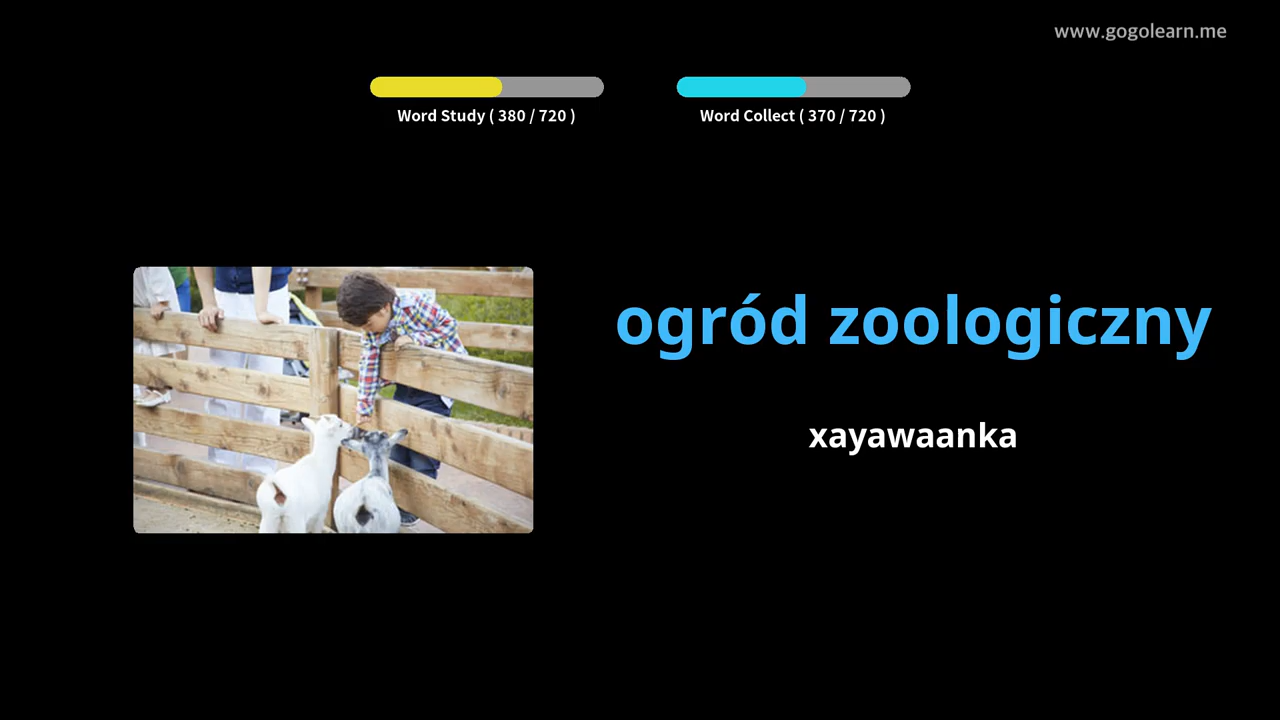 www.gogolearn.me
Word Study ( 380 / 720 )
Word Collect ( 370 / 720 )
ogród zoologiczny
xayawaanka